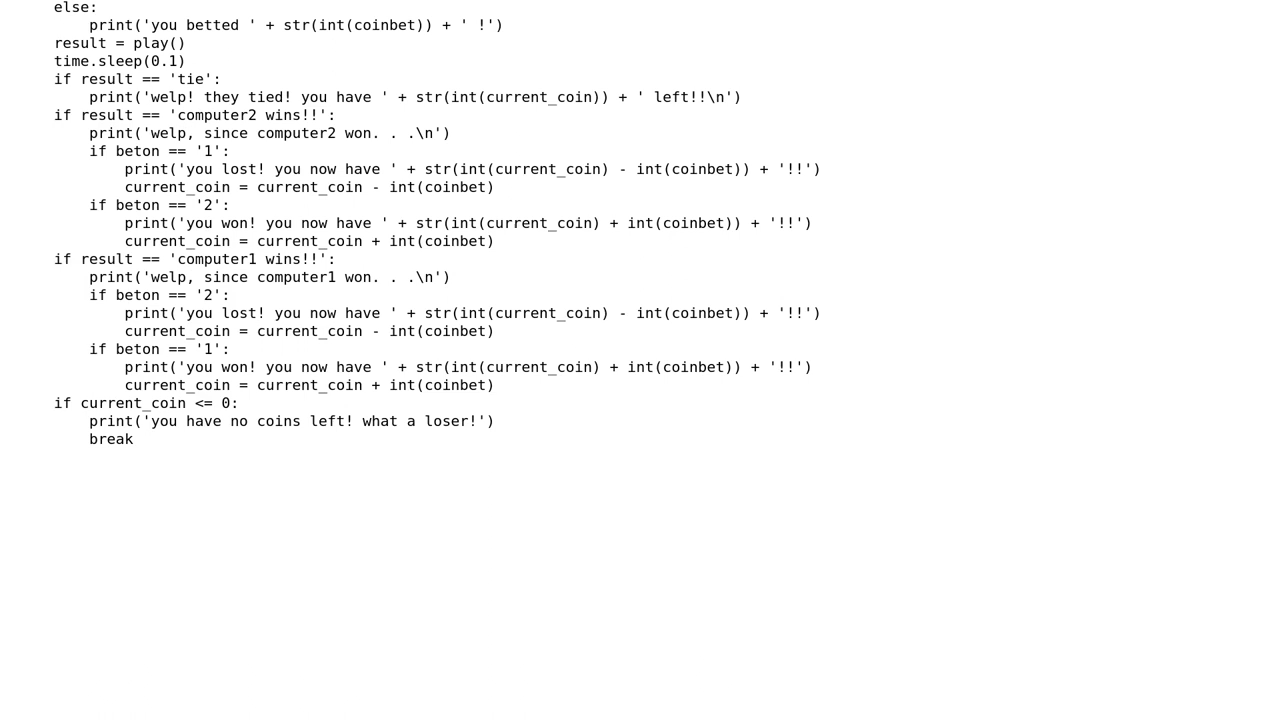 else:
    print('you betted ' + str(int(coinbet)) + ' !')
result = play()
time.sleep(0.1)
if result == 'tie':
    print('welp! they tied! you have ' + str(int(current_coin)) + ' left!!\n')
if result == 'computer2 wins!!':
    print('welp, since computer2 won. . .\n')
    if beton == '1':
        print('you lost! you now have ' + str(int(current_coin) - int(coinbet)) + '!!')
        current_coin = current_coin - int(coinbet)
    if beton == '2':
        print('you won! you now have ' + str(int(current_coin) + int(coinbet)) + '!!')
        current_coin = current_coin + int(coinbet)
if result == 'computer1 wins!!':
    print('welp, since computer1 won. . .\n')
    if beton == '2':
        print('you lost! you now have ' + str(int(current_coin) - int(coinbet)) + '!!')
        current_coin = current_coin - int(coinbet)
    if beton == '1':
        print('you won! you now have ' + str(int(current_coin) + int(coinbet)) + '!!')
        current_coin = current_coin + int(coinbet)
if current_coin <= 0:
    print('you have no coins left! what a loser!')
    break